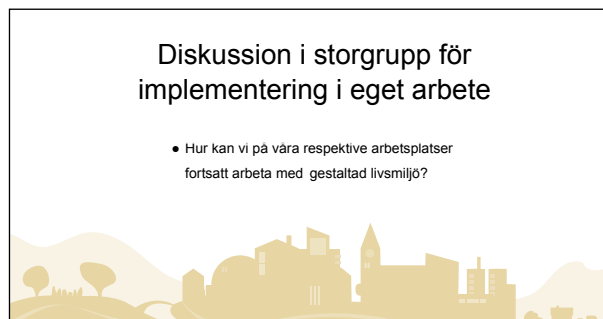 Diskussion i storgrupp för
implementering i eget arbete
● Hur kan vi på våra respektive arbetsplatser
fortsatt arbeta med gestaltad livsmiljö?